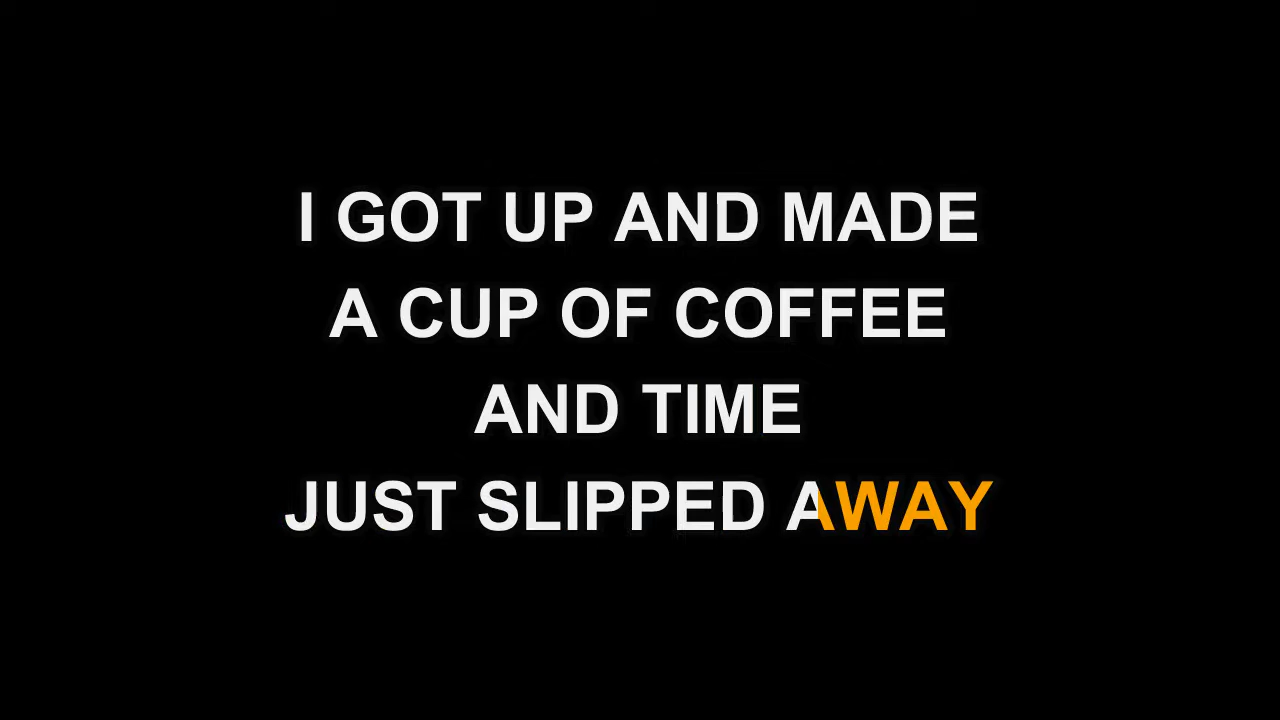 I GOT UP AND MADE
A CUP OF COFFEE
AND TIME
JUST SLIPPED AWAY